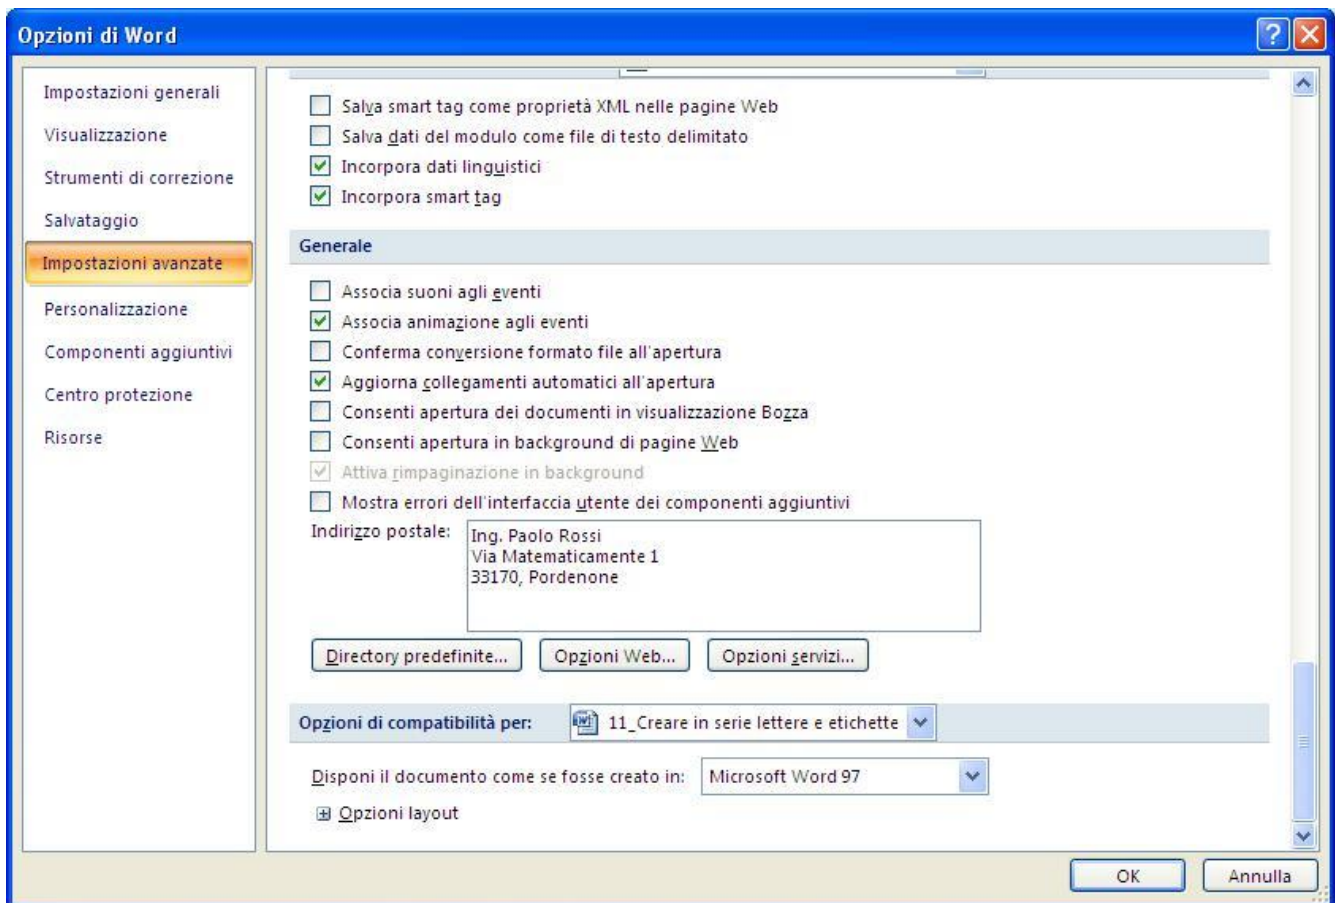 Opzioni di Word
Impostazioni generali
Visualizzazione
Strumenti di correzione
Salvataggio
Impostazioni avanzate
Personalizzazione
Componenti aggiuntivi
Centro protezione
Risorse
Salva smart tag come proprietà XML nelle pagine Web
Salva dati del modulo come file di testo delimitato
Incorpora dati linguistici
Incorpora smart tag
Generale
Associa suoni agli eventi
Associa animazione agli eventi
Conferma conversione formato file all'apertura
Aggiorna collegamenti automatici all'apertura
Consenti apertura dei documenti in visualizzazione Bozza
Consenti apertura in background di pagine Web
Attiva rimpaginazione in background
Mostra errori dell'interfaccia utente dei componenti aggiuntivi
Indirizzo postale:
Ing. Paolo Rossi
Via Matematicamente 1
33170, Pordenone
Directory predefinite... Opzioni Web... Opzioni servizi...
Opzioni di compatibilità per: 11_Creare in serie lettere e etichette
Disponi il documento come se fosse creato in: Microsoft Word 97
Opzioni layout
OK Annulla